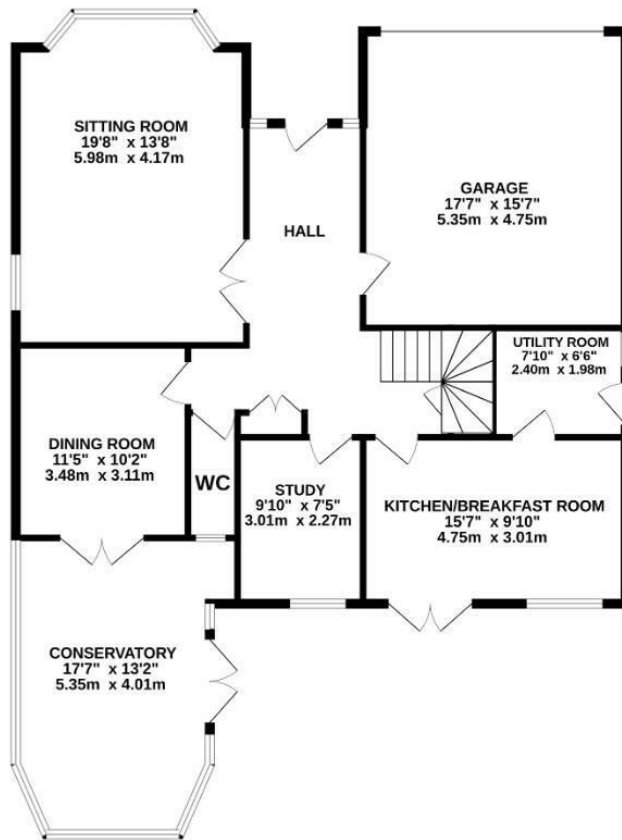 SITTING ROOM
19'8" x 13'8"
5.98m x 4.17m
GARAGE
17'7" x 15'7"
5.35m x 4.75m
HALL
UTILITY ROOM
7'10" x 6'6"
2.40m x 1.98m
DINING ROOM
11'5" x 10'2"
3.48m x 3.11m
WC
STUDY
9'10" x 7'5"
3.01m x 2.27m
KITCHEN/BREAKFAST ROOM
15'7" x 9'10"
4.75m x 3.01m
CONSERVATORY
17'7" x 13'2"
5.35m x 4.01m